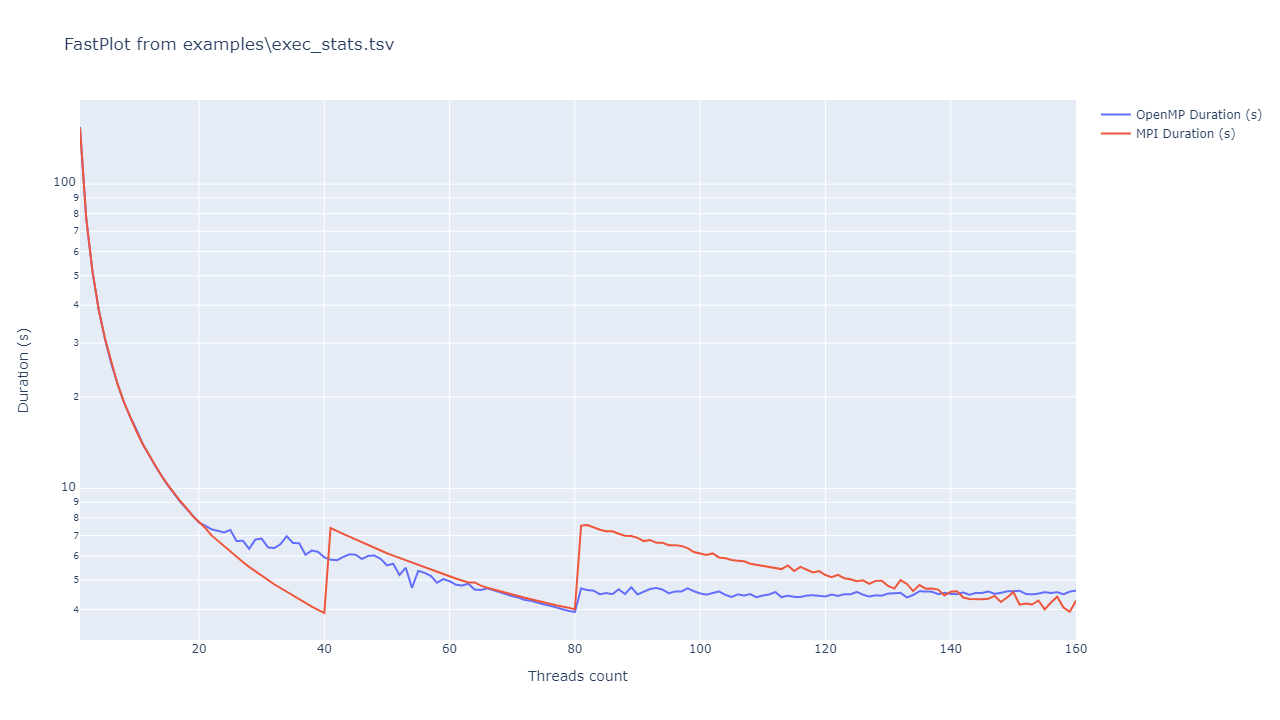 FastPlot from examples\exec_stats.tsv
OpenMP Duration (s)
MPI Duration (s)
Duration (s)
100
9
8
7
6
5
4
3
2
10
9
8
7
6
5
4
20 40 60 80 100 120 140 160
Threads count